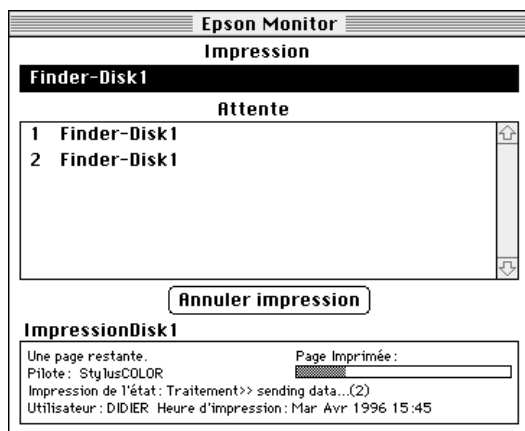 Epson Monitor
Impression
Finder-Disk1
Attente
1 Finder-Disk1
2 Finder-Disk1
Annuler impression
ImpressionDisk1
Une page restante. Page Imprimée:
Pilote: StylusCOLOR
Impression de l'état: Traitement>> sending data...(2)
Utilisateur: DIDIER Heure d'impression: Mar Avr 1996 15:45